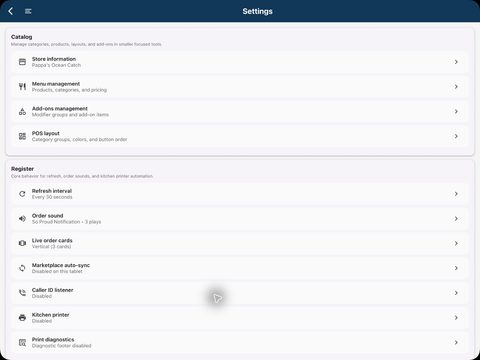 Settings
Catalog
Manage categories, products, layouts, and add-ons in smaller focused tools.
Store information
Pappa's Ocean Catch
Menu management
Products, categories, and pricing
Add-ons management
Modifier groups and add-on items
POS layout
Category groups, colors, and button order
Register
Core behavior for refresh, order sounds, and kitchen printer automation.
Refresh interval
Every 30 seconds
Order sound
So Proud Notification • 3 plays
Live order cards
Vertical (3 cards)
Marketplace auto-sync
Disabled on this tablet
Caller ID listener
Disabled
Kitchen printer
Disabled
Print diagnostics
Diagnostic footer disabled